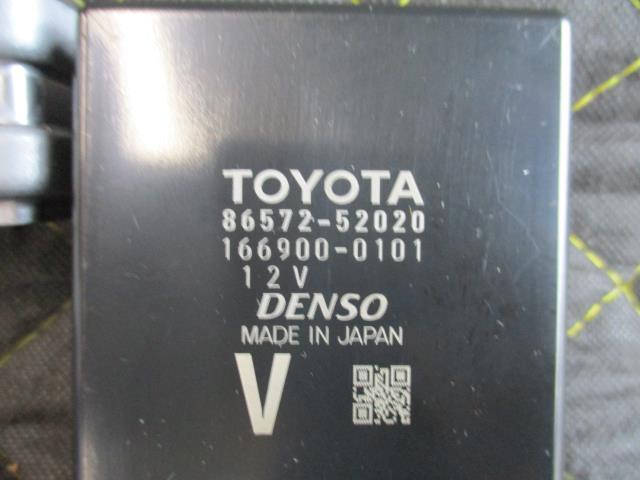 TOYOTA
86572-52020
166900-0101
12V
DENSO
MADE IN JAPAN
V